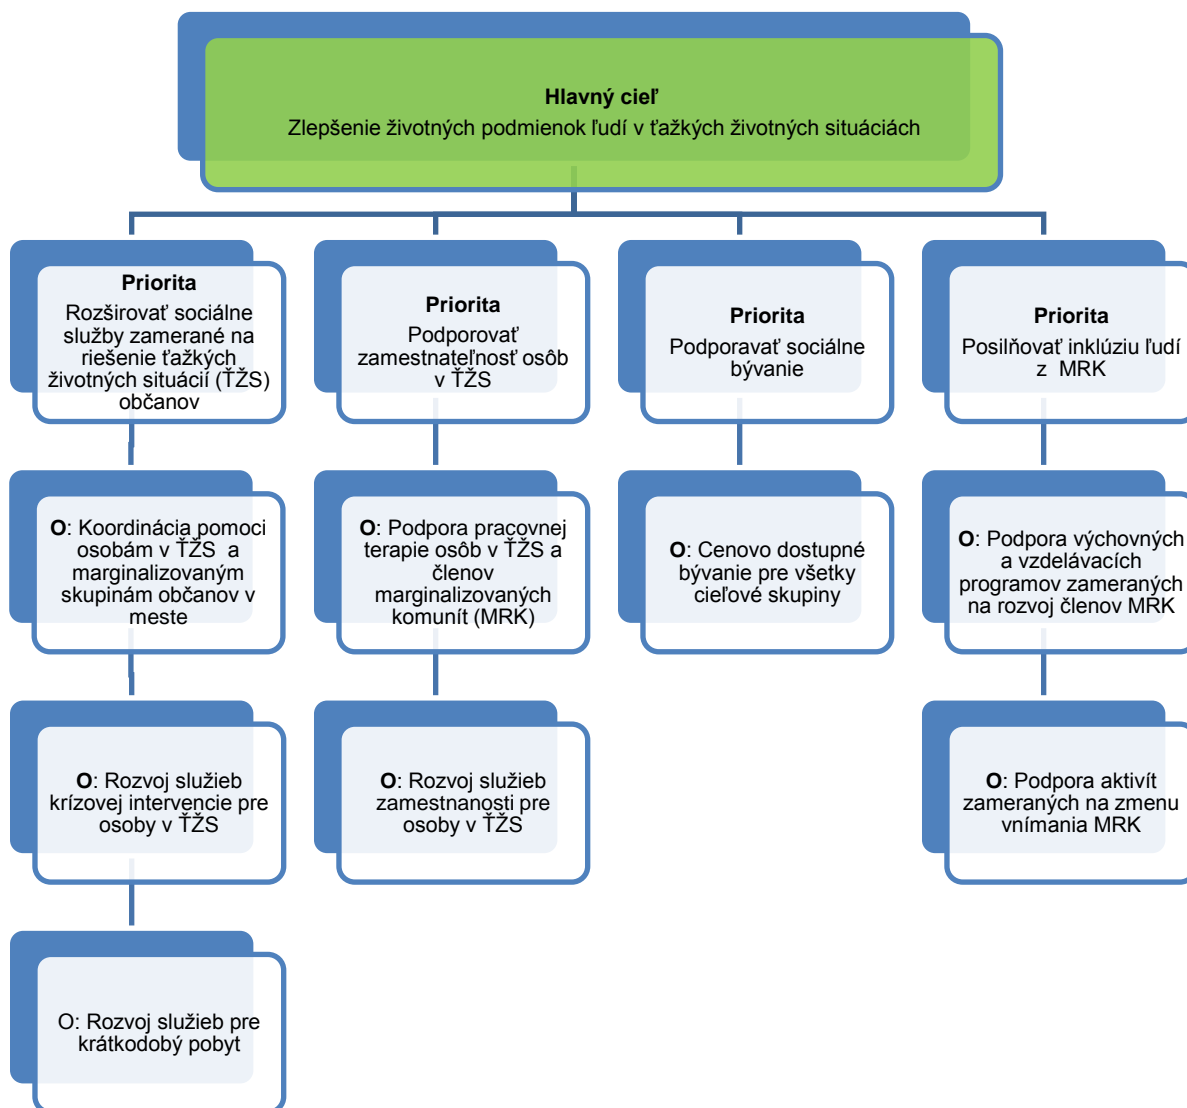 Hlavný cieľ
Zlepšenie životných podmienok ľudí v ťažkých životných situáciách
Priorita
Rozširovať sociálne
služby zamerané na
riešenie ťažkých
životných situácií (ŤŽS)
občanov
Priorita
Podporovať
zamestnateľnosť osôb
v ŤŽS
Priorita
Podporavať sociálne
bývanie
Priorita
Posilňovať inklúziu ľudí
z MRK
O: Koordinácia pomoci
osobám v ŤŽS a
marginalizovaným
skupinám občanov v
meste
O: Podpora pracovnej
terapie osôb v ŤŽS a
členov
marginalizovaných
komunít (MRK)
O: Cenovo dostupné
bývanie pre všetky
cieľové skupiny
O: Podpora výchovných
a vzdelávacích
programov zameraných
na rozvoj členov MRK
O: Rozvoj služieb
krízovej intervencie pre
osoby v ŤŽS
O: Rozvoj služieb
zamestnanosti pre
osoby v ŤŽS
O: Podpora aktivít
zameraných na zmenu
vnímania MRK
O: Rozvoj služieb pre
krátkodobý pobyt